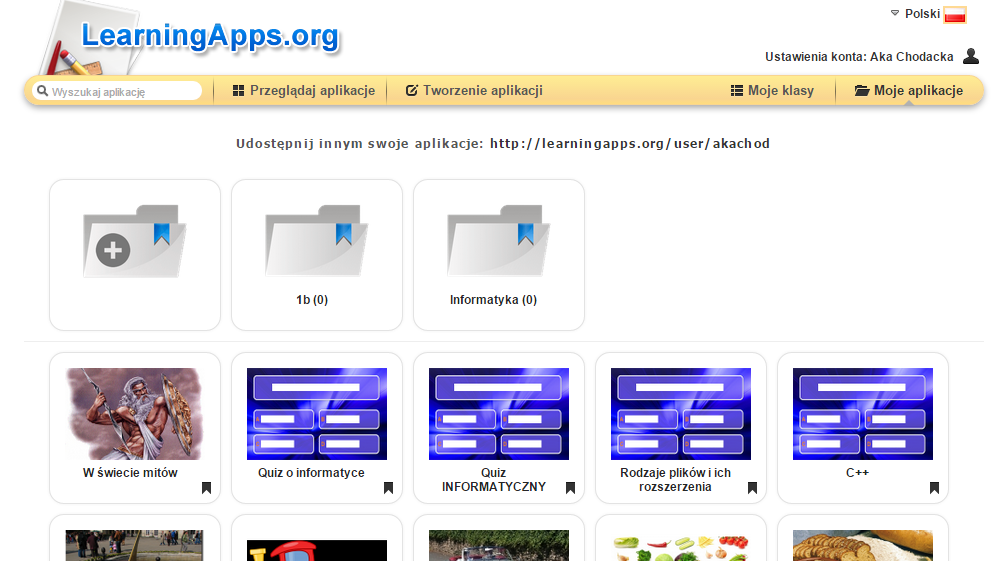 Polski
LearningApps.org
Ustawienia konta: Aka Chodacka
Wyszukaj aplikację
Przeglądaj aplikacje
Tworzenie aplikacji
Moje klasy
Moje aplikacje
Udostępnij innym swoje aplikacje: http://learningapps.org/user/akachod
1b (0)
Informatyka (0)
W świecie mitów
Quiz o informatyce
Quiz
INFORMATYCZNY
Rodzaje plików i ich
rozszerzenia
C++